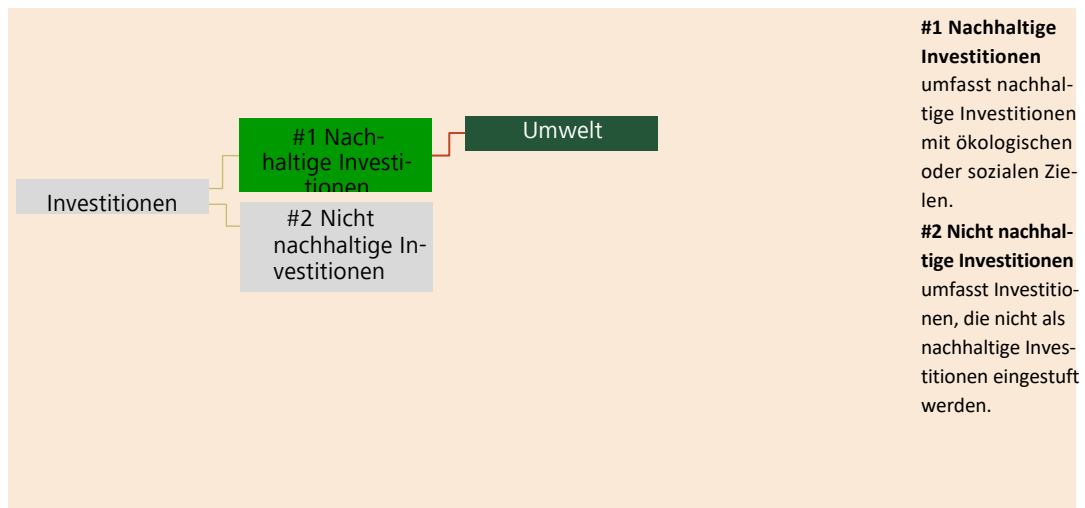 Investitionen
#1 Nach-
haltige Investi-
tionen
#2 Nicht
nachhaltige In-
vestitionen
Umwelt
#1 Nachhaltige
Investitionen
umfasst nachhal-
tige Investitionen
mit ökologischen
oder sozialen Zie-
len.
#2 Nicht nachhal-
tige Investitionen
umfasst Investitio-
nen, die nicht als
nachhaltige Inves-
titionen eingestuft
werden.